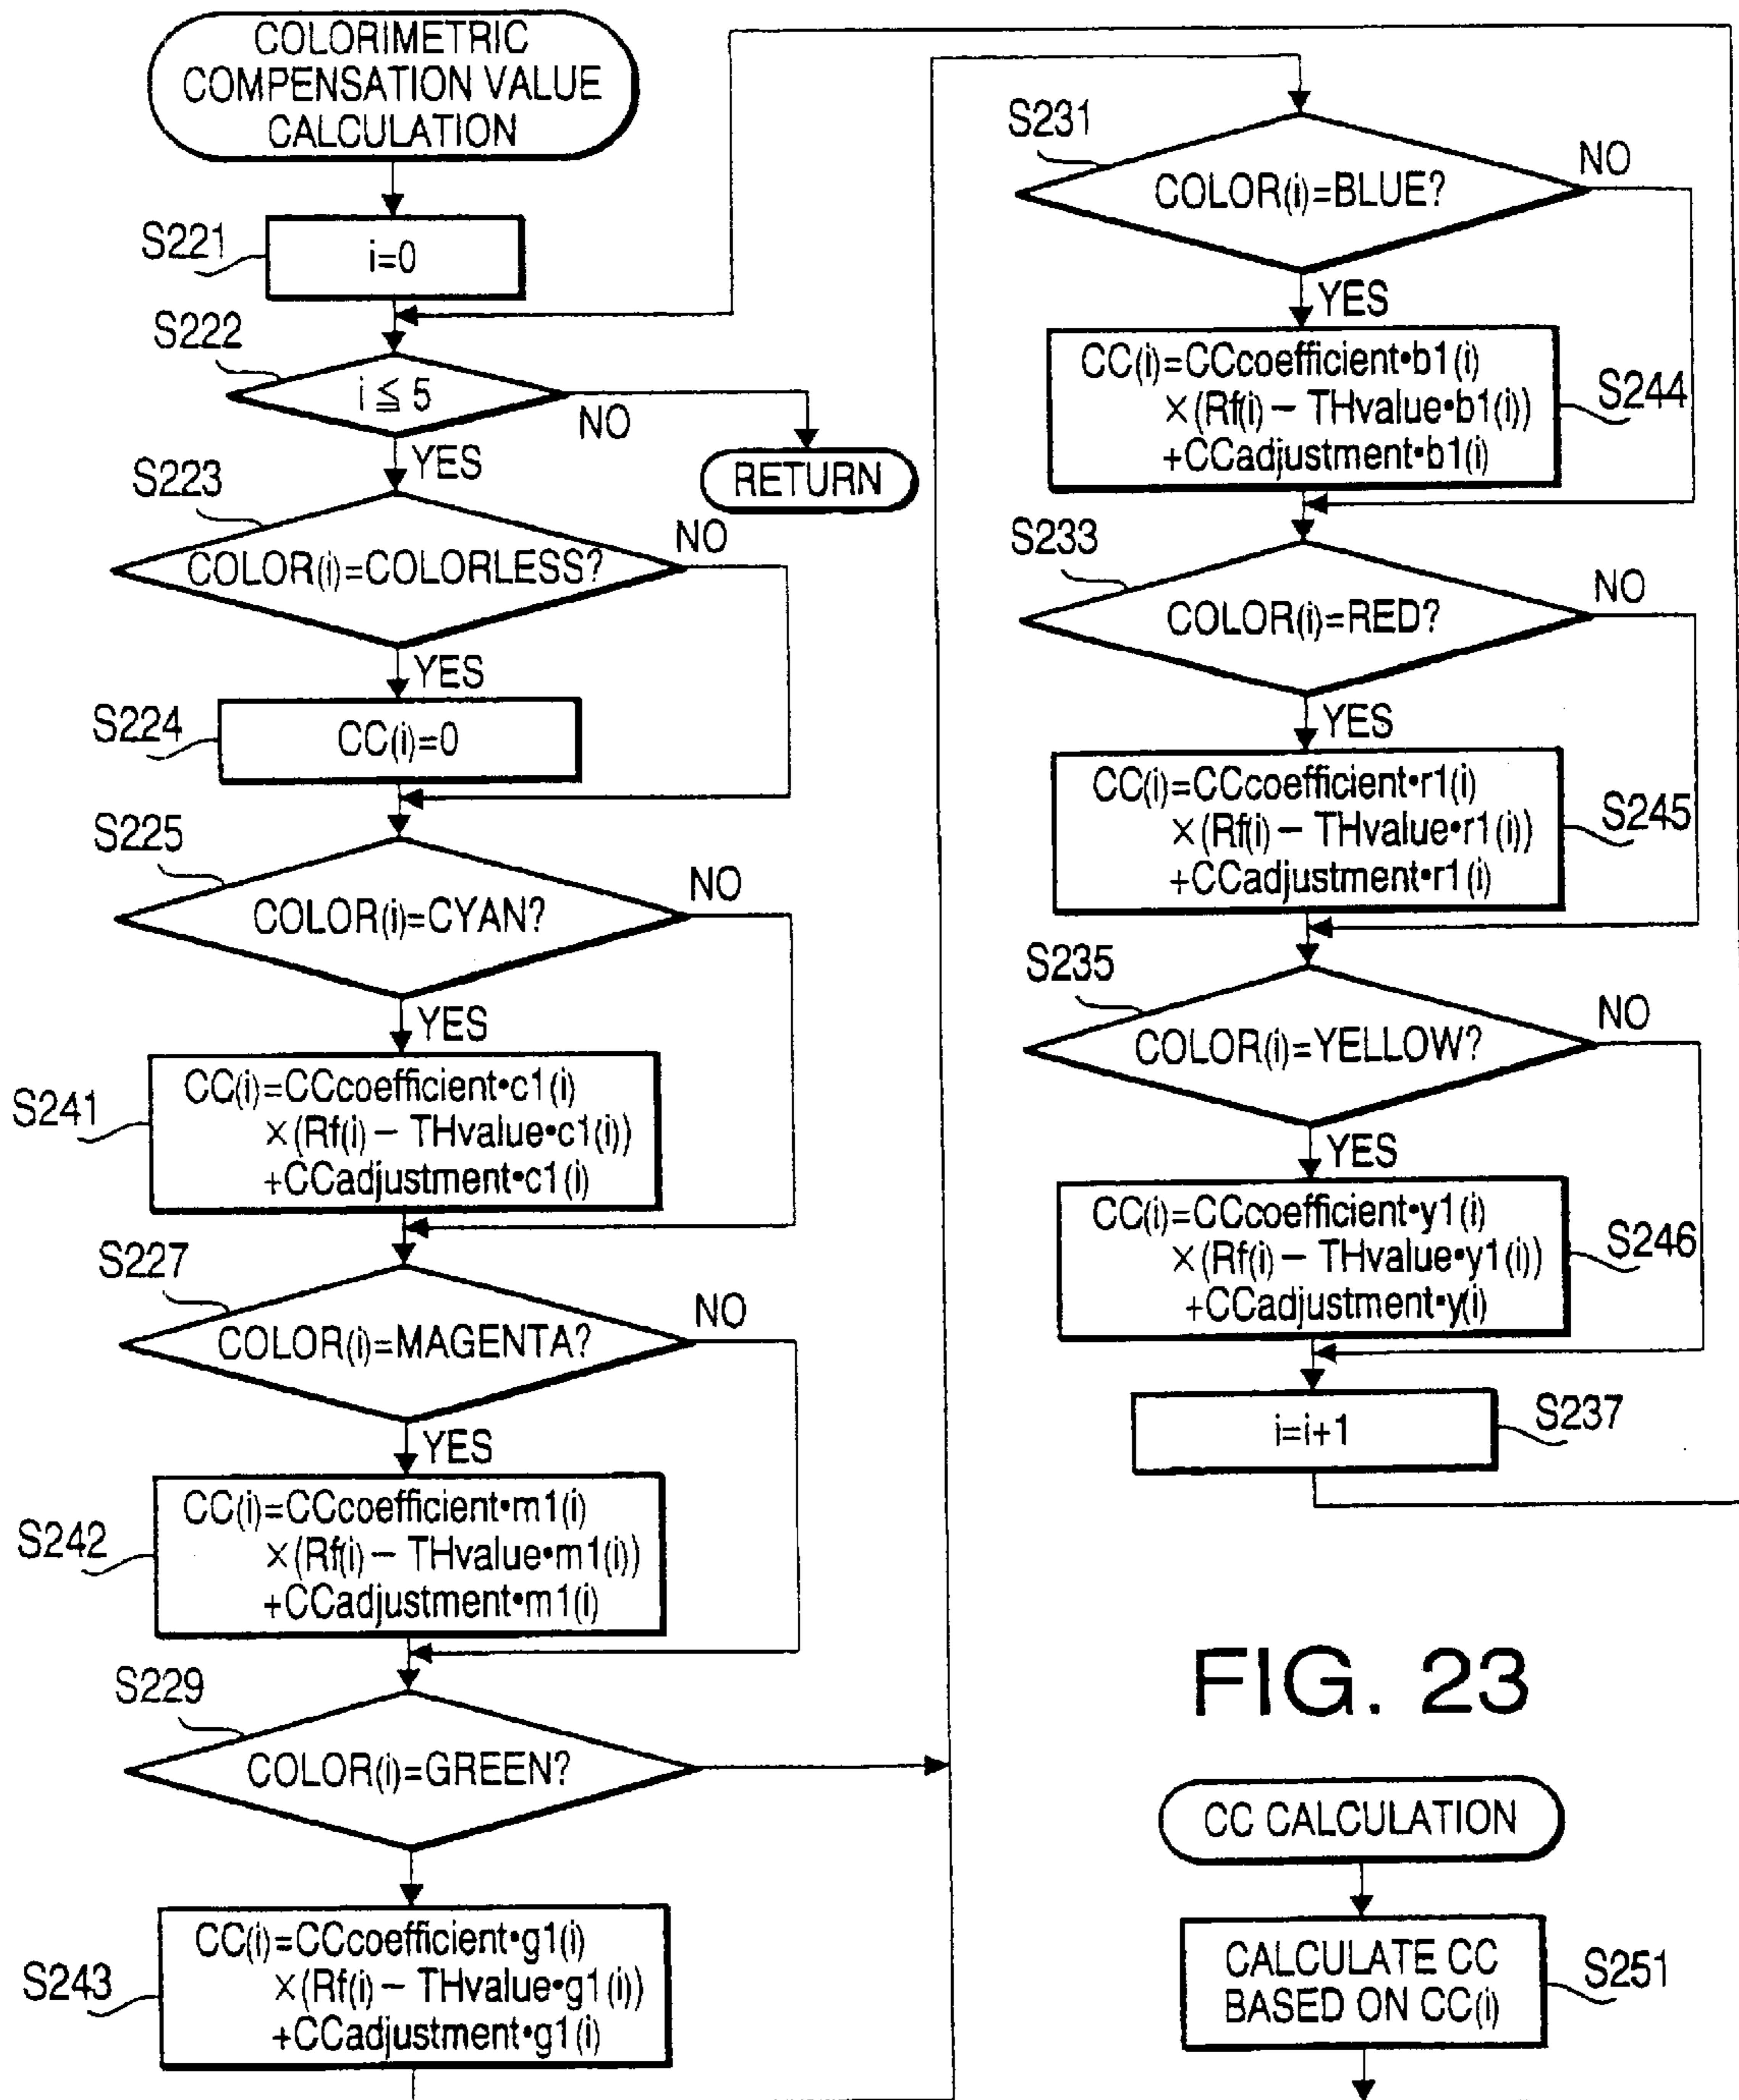 COLORIMETRIC
COMPENSATION VALUE
CALCULATION
S221
i=0
S222
i ≦ 5
NO
RETURN
YES
S223
COLOR(i)=COLORLESS?
NO
YES
S224
CC(i)=0
S225
COLOR(i)=CYAN?
NO
YES
S241
CC(i)=CCcoefficient•c1(i)
×(Rf(i) – THvalue•c1(i))
+CCadjustment•c1(i)
S227
COLOR(i)=MAGENTA?
NO
YES
S242
CC(i)=CCcoefficient•m1(i)
×(Rf(i) – THvalue•m1(i))
+CCadjustment•m1(i)
S229
COLOR(i)=GREEN?
S243
CC(i)=CCcoefficient•g1(i)
×(Rf(i) – THvalue•g1(i))
+CCadjustment•g1(i)
S231
COLOR(i)=BLUE?
NO
YES
CC(i)=CCcoefficient•b1(i)
×(Rf(i) – THvalue•b1(i))
+CCadjustment•b1(i)
S244
S233
COLOR(i)=RED?
NO
YES
CC(i)=CCcoefficient•r1(i)
×(Rf(i) – THvalue•r1(i))
+CCadjustment•r1(i)
S245
S235
COLOR(i)=YELLOW?
NO
YES
CC(i)=CCcoefficient•y1(i)
×(Rf(i) – THvalue•y1(i))
+CCadjustment•y(i)
S246
i=i+1
S237
FIG. 23
CC CALCULATION
CALCULATE CC
BASED ON CC(i)
S251